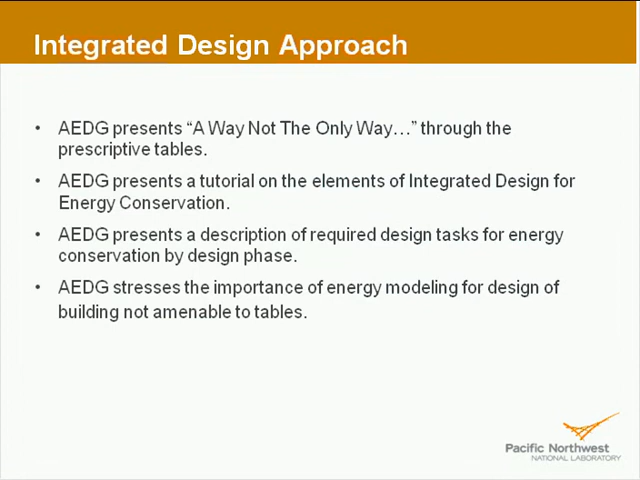 Integrated Design Approach
• AEDG presents “A Way Not The Only Way…” through the
prescriptive tables.
• AEDG presents a tutorial on the elements of Integrated Design for
Energy Conservation.
• AEDG presents a description of required design tasks for energy
conservation by design phase.
• AEDG stresses the importance of energy modeling for design of
building not amenable to tables.
Pacific Northwest
NATIONAL LABORATORY